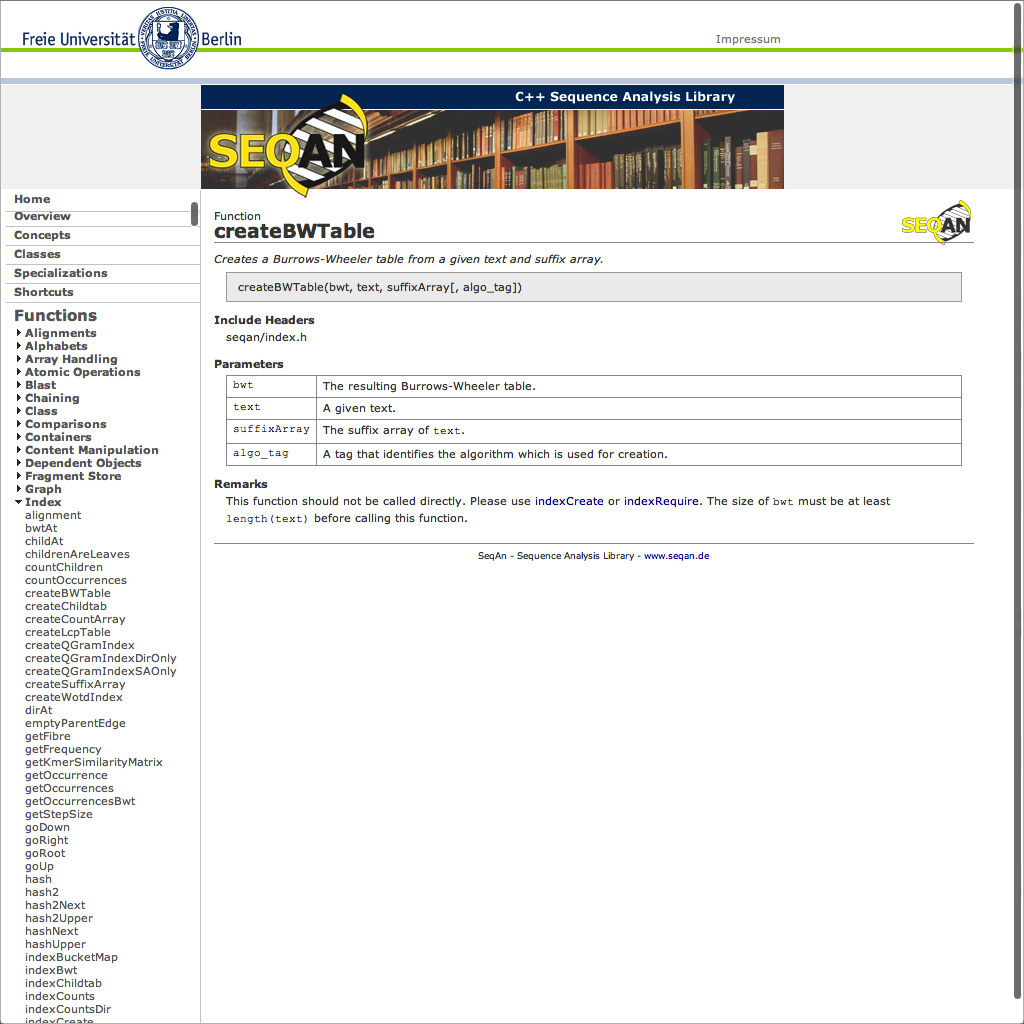 Freie Universität Berlin
Impressum
C++ Sequence Analysis Library
SEQAN
Home
Overview
Concepts
Classes
Specializations
Shortcuts
Functions
Alignments
Alphabets
Array Handling
Atomic Operations
Blast
Chaining
Class
Comparisons
Containers
Content Manipulation
Dependent Objects
Fragment Store
Graph
Index
alignment
bwtAt
childAt
childrenAreLeaves
countChildren
countOccurrences
createBWTable
createChildtab
createCountArray
createLcpTable
createQGramIndex
createQGramIndexDirOnly
createQGramIndexSAOnly
createSuffixArray
createWotdIndex
dirAt
emptyParentEdge
getFibre
getFrequency
getKmerSimilarityMatrix
getOccurrence
getOccurrences
getOccurrencesBwt
getStepSize
goDown
goRight
goRoot
goUp
hash
hash2
hash2Next
hash2Upper
hashNext
hashUpper
indexBucketMap
indexBwt
indexChildtab
indexCounts
indexCountsDir
indexCreate
Function
createBWTable
SEQAN
Creates a Burrows-Wheeler table from a given text and suffix array.
createBWTable(bwt, text, suffixArray[, algo_tag])
Include Headers
seqan/index.h
Parameters
bwt The resulting Burrows-Wheeler table.
text A given text.
suffixArray The suffix array of text.
algo_tag A tag that identifies the algorithm which is used for creation.
Remarks
This function should not be called directly. Please use indexCreate or indexRequire. The size of bwt must be at least
length(text) before calling this function.
SeqAn - Sequence Analysis Library - www.seqan.de